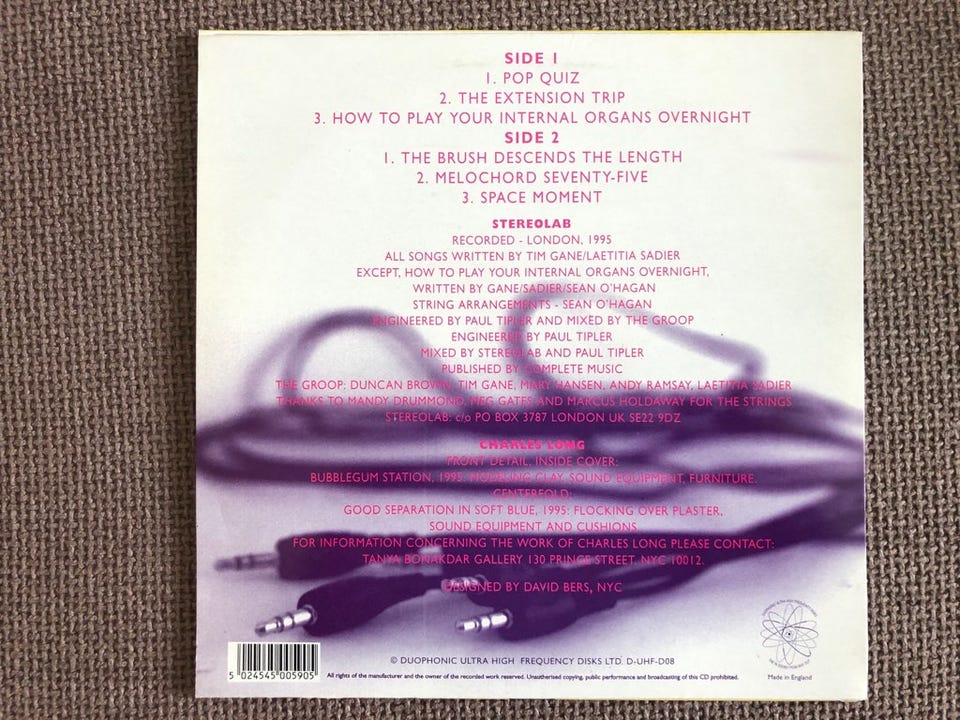 SIDE 1
1. POP QUIZ
2. THE EXTENSION TRIP
3. HOW TO PLAY YOUR INTERNAL ORGANS OVERNIGHT
SIDE 2
1. THE BRUSH DESCENDS THE LENGTH
2. MELOCHORD SEVENTY-FIVE
3. SPACE MOMENT
STEREOLAB
RECORDED - LONDON, 1995
ALL SONGS WRITTEN BY TIM GANE/LAETITIA SADIER
EXCEPT, HOW TO PLAY YOUR INTERNAL ORGANS OVERNIGHT,
WRITTEN BY GANE/SADIER/SEAN O'HAGAN
STRING ARRANGEMENTS - SEAN O'HAGAN
ENGINEERED BY PAUL TIPLER AND MIXED BY THE GROOP
ENGINEERED BY PAUL TIPLER
MIXED BY STEREOLAB AND PAUL TIPLER
PUBLISHED BY COMPLETE MUSIC
THE GROOP: DUNCAN BROWN, TIM GANE, MARY HANSEN, ANDY RAMSAY, LAETITIA SADIER
THANKS TO MANDY DRUMMOND, MEG GATES AND MARCUS HOLDAWAY FOR THE STRINGS
STEREOLAB: c/o PO BOX 3787 LONDON UK SE22 9DZ
CHARLES LONG
FRONT DETAIL, INSIDE COVER:
BUBBLEGUM STATION, 1995: MODELING CLAY, SOUND EQUIPMENT, FURNITURE.
CENTERFOLD:
GOOD SEPARATION IN SOFT BLUE, 1995: FLOCKING OVER PLASTER,
SOUND EQUIPMENT AND CUSHIONS
FOR INFORMATION CONCERNING THE WORK OF CHARLES LONG PLEASE CONTACT:
TANYA BONAKDAR GALLERY 130 PRINCE STREET, NYC 10012.
DESIGNED BY DAVID BERS, NYC
© DUOPHONIC ULTRA HIGH FREQUENCY DISKS LTD. D-UHF-D08
5 024545 005905
All rights of the manufacturer and the owner of the recorded work reserved. Unauthorised copying, public performance and broadcasting of this CD prohibited.
Made in England